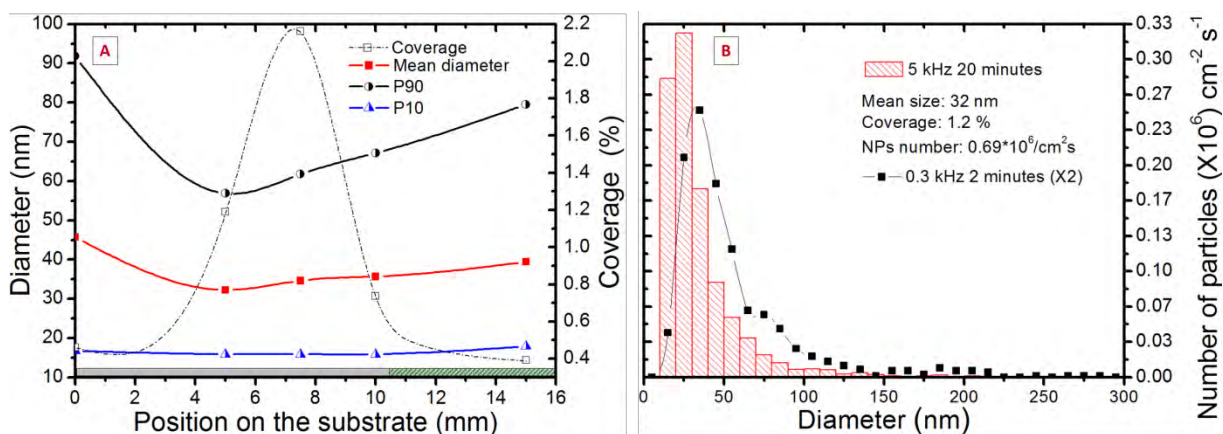 A
Coverage
Mean diameter
P90
P10
Diameter (nm)
100
90
80
70
60
50
40
30
20
10
0 2 4 6 8 10 12 14 16
Position on the substrate (mm)
2.2
2.0
1.8
1.6
1.4
1.2
1.0
0.8
0.6
0.4
Coverage (%)
B
5 kHz 20 minutes
Mean size: 32 nm
Coverage: 1.2 %
NPs number: 0.69*10⁶/cm²s
0.3 kHz 2 minutes (X2)
0 50 100 150 200 250 300
Diameter (nm)
0.33
0.30
0.27
0.23
0.20
0.17
0.13
0.10
0.07
0.03
0.00
Number of particles (X10⁶) cm⁻² s⁻¹